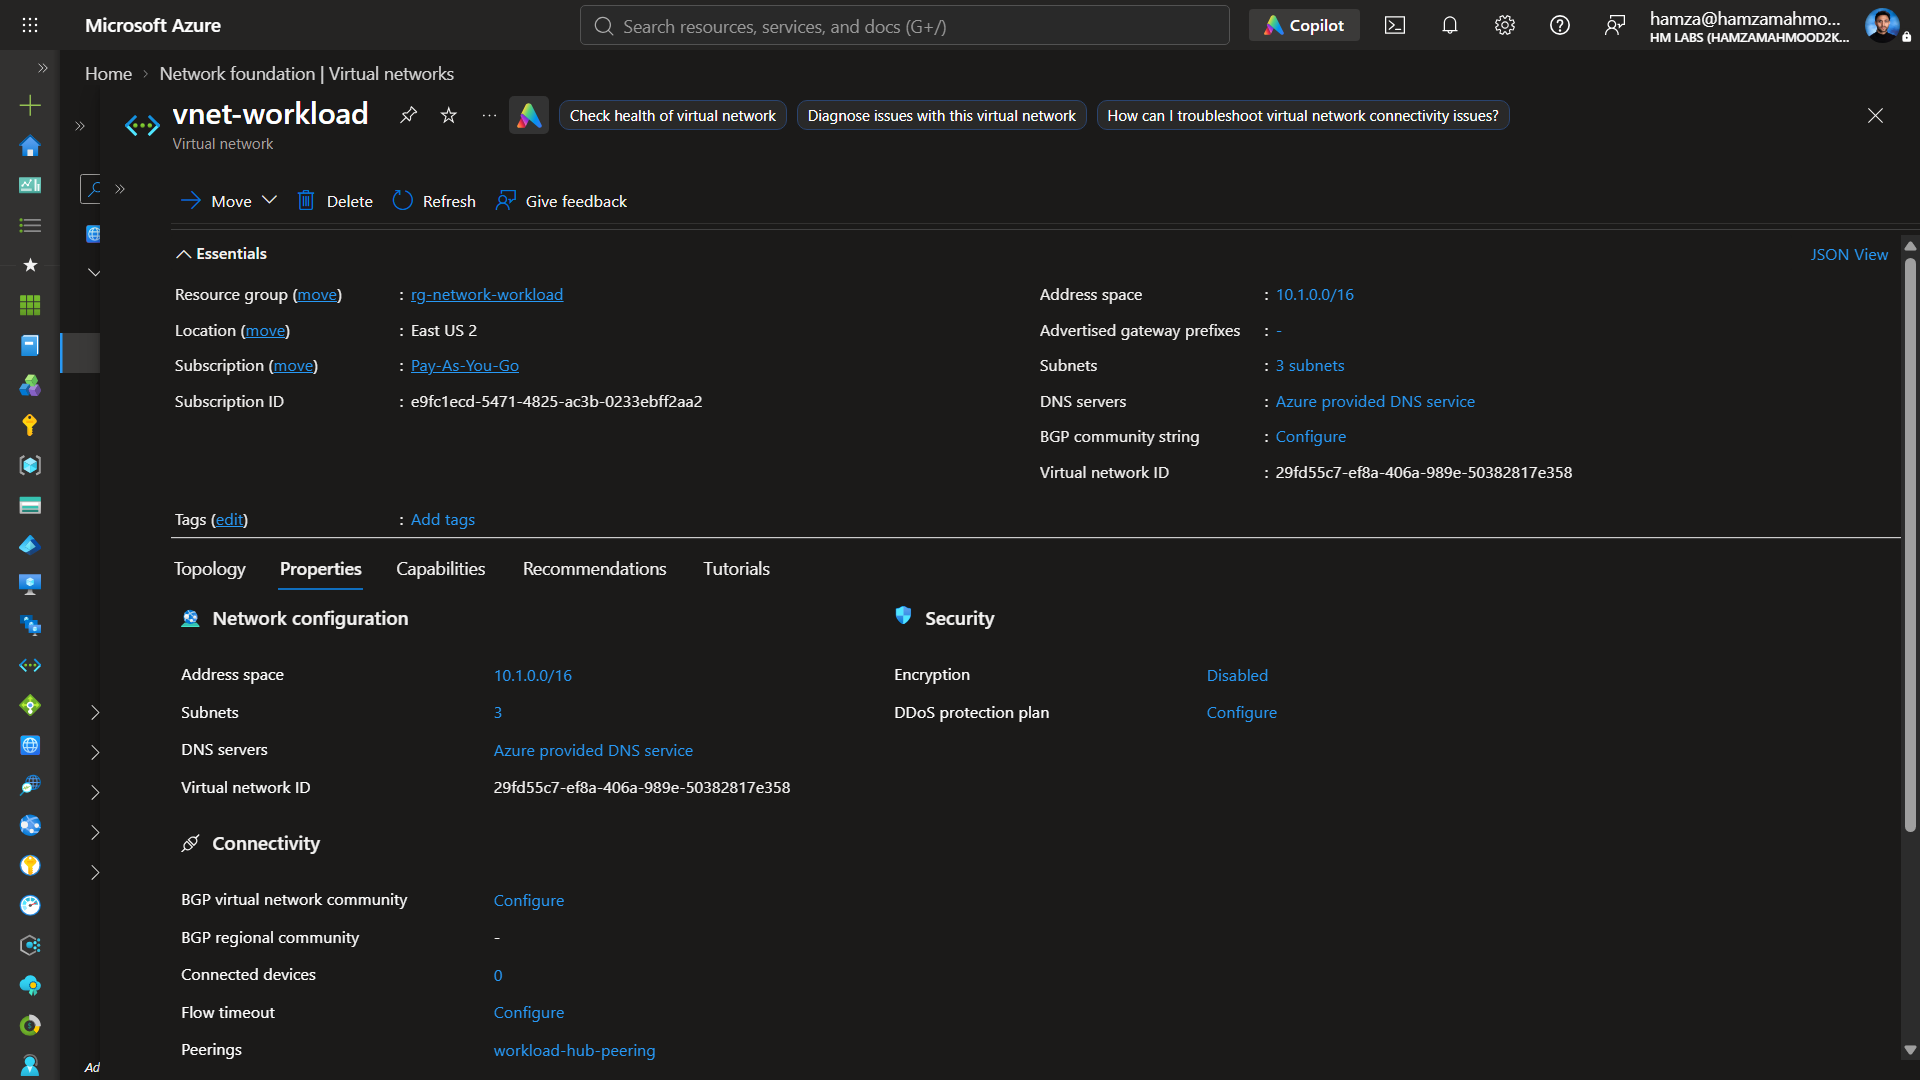 Microsoft Azure
Search resources, services, and docs (G+/)
Copilot
hamza@hamzamahmo...
HM LABS (HAMZAMAHMOOD2K...
Home > Network foundation | Virtual networks
vnet-workload
Virtual network
Check health of virtual network
Diagnose issues with this virtual network
How can I troubleshoot virtual network connectivity issues?
Move
Delete
Refresh
Give feedback
Essentials
JSON View
Resource group (move) : rg-network-workload
Location (move) : East US 2
Subscription (move) : Pay-As-You-Go
Subscription ID : e9fc1ecd-5471-4825-ac3b-0233ebff2aa2
Address space : 10.1.0.0/16
Advertised gateway prefixes : -
Subnets : 3 subnets
DNS servers : Azure provided DNS service
BGP community string : Configure
Virtual network ID : 29fd55c7-ef8a-406a-989e-50382817e358
Tags (edit) : Add tags
Topology
Properties
Capabilities
Recommendations
Tutorials
Network configuration
Address space 10.1.0.0/16
Subnets 3
DNS servers Azure provided DNS service
Virtual network ID 29fd55c7-ef8a-406a-989e-50382817e358
Security
Encryption Disabled
DDoS protection plan Configure
Connectivity
BGP virtual network community Configure
BGP regional community -
Connected devices 0
Flow timeout Configure
Peerings workload-hub-peering
Ad